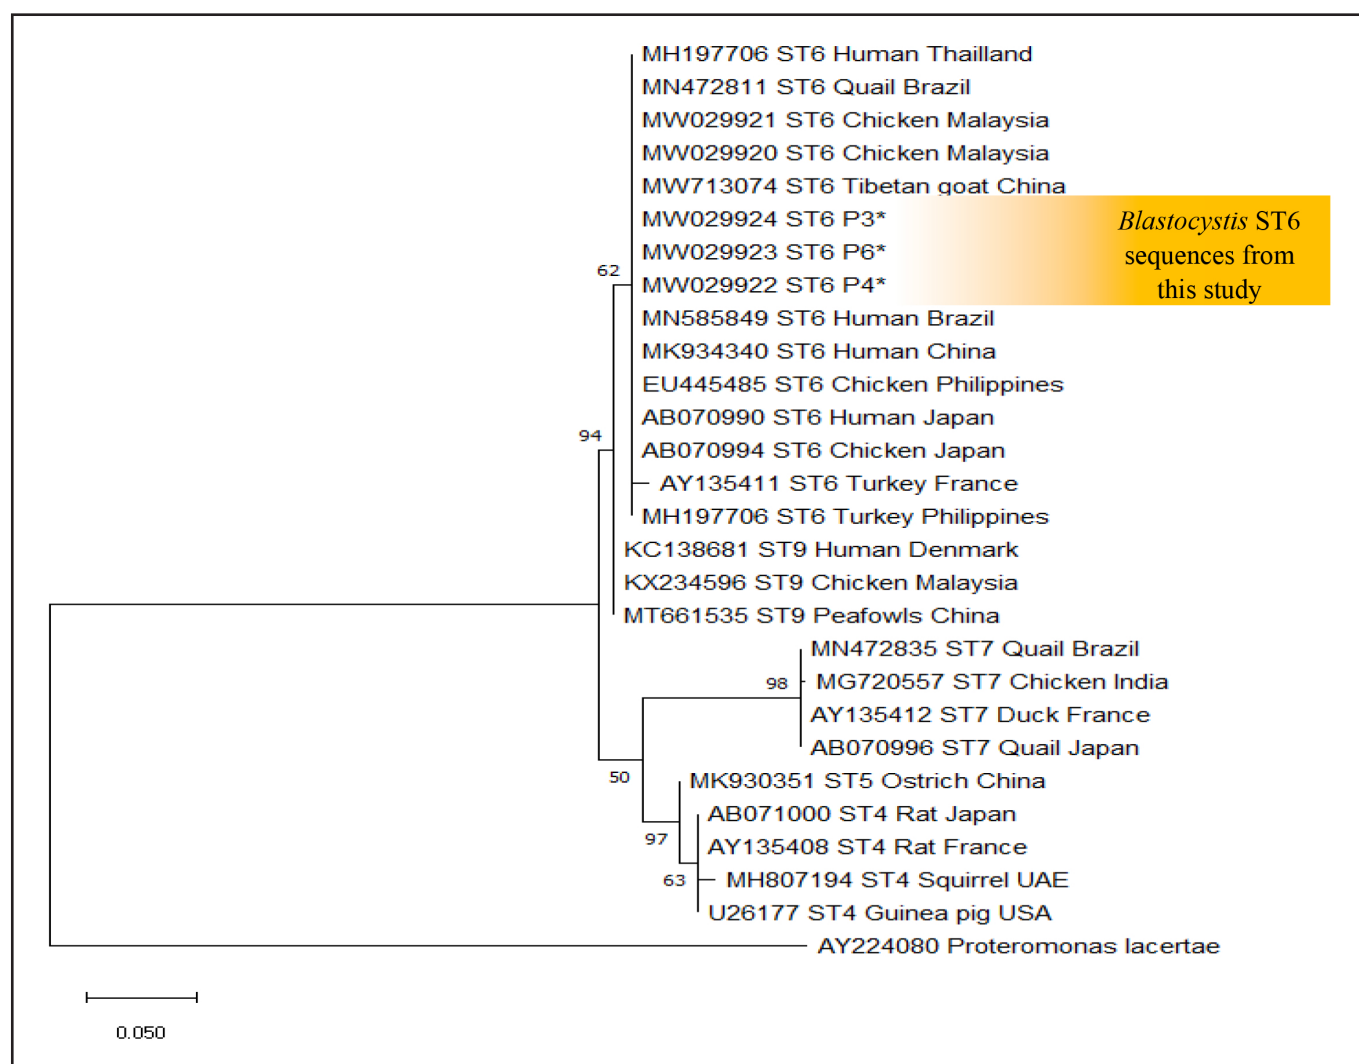 MH197706 ST6 Human Thailland
MN472811 ST6 Quail Brazil
MW029921 ST6 Chicken Malaysia
MW029920 ST6 Chicken Malaysia
MW713074 ST6 Tibetan goat China
MW029924 ST6 P3*
MW029923 ST6 P6*
MW029922 ST6 P4*
Blastocystis ST6
sequences from
this study
62
MN585849 ST6 Human Brazil
MK934340 ST6 Human China
EU445485 ST6 Chicken Philippines
AB070990 ST6 Human Japan
94
AB070994 ST6 Chicken Japan
AY135411 ST6 Turkey France
MH197706 ST6 Turkey Philippines
KC138681 ST9 Human Denmark
KX234596 ST9 Chicken Malaysia
MT661535 ST9 Peafowls China
MN472835 ST7 Quail Brazil
98
MG720557 ST7 Chicken India
AY135412 ST7 Duck France
AB070996 ST7 Quail Japan
50
MK930351 ST5 Ostrich China
AB071000 ST4 Rat Japan
97
AY135408 ST4 Rat France
63
MH807194 ST4 Squirrel UAE
U26177 ST4 Guinea pig USA
AY224080 Proteromonas lacertae
0.050